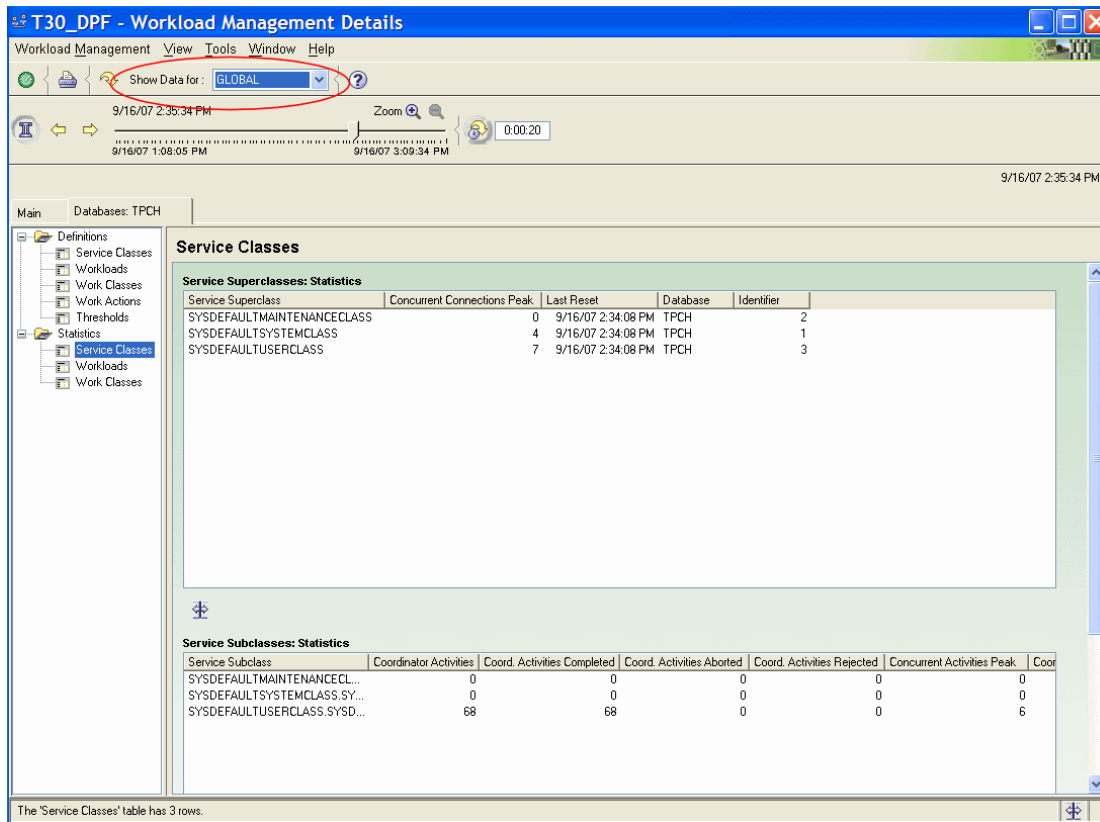 T30_DPF - Workload Management Details
Workload Management View Tools Window Help
Show Data for : GLOBAL
9/16/07 2:35:34 PM Zoom
0:00:20
9/16/07 1:08:05 PM 9/16/07 3:09:34 PM
9/16/07 2:35:34 PM
Main Databases: TPCH
Definitions
Service Classes
Workloads
Work Classes
Work Actions
Thresholds
Statistics
Service Classes
Workloads
Work Classes
Service Classes
Service Superclasses: Statistics
Service Superclass Concurrent Connections Peak Last Reset Database Identifier
SYSDEFAULTMAINTENANCECLASS 0 9/16/07 2:34:08 PM TPCH 2
SYSDEFAULTSYSTEMCLASS 4 9/16/07 2:34:08 PM TPCH 1
SYSDEFAULTUSERCLASS 7 9/16/07 2:34:08 PM TPCH 3
Service Subclasses: Statistics
Service Subclass Coordinator Activities Coord. Activities Completed Coord. Activities Aborted Coord. Activities Rejected Concurrent Activities Peak Coor
SYSDEFAULTMAINTENANCECL... 0 0 0 0 0
SYSDEFAULTSYSTEMCLASS.SY... 0 0 0 0 0
SYSDEFAULTUSERCLASS.SYSD... 68 68 0 0 6
The 'Service Classes' table has 3 rows.